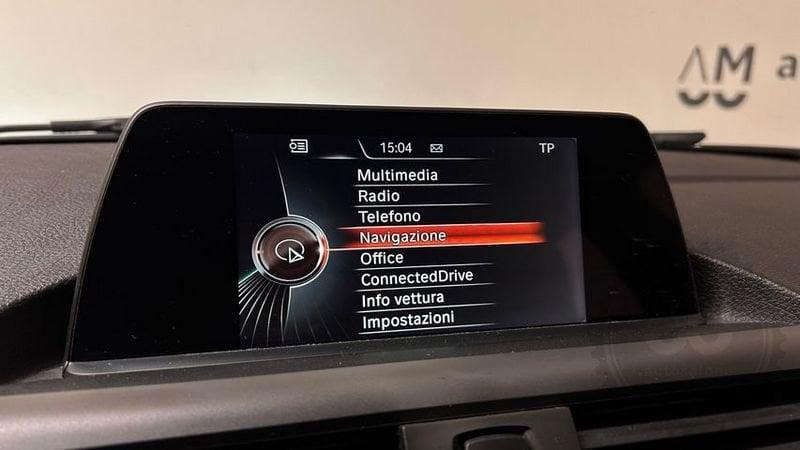 AM a
15:04
TP
Multimedia
Radio
Telefono
Navigazione
Office
ConnectedDrive
Info vettura
Impostazioni